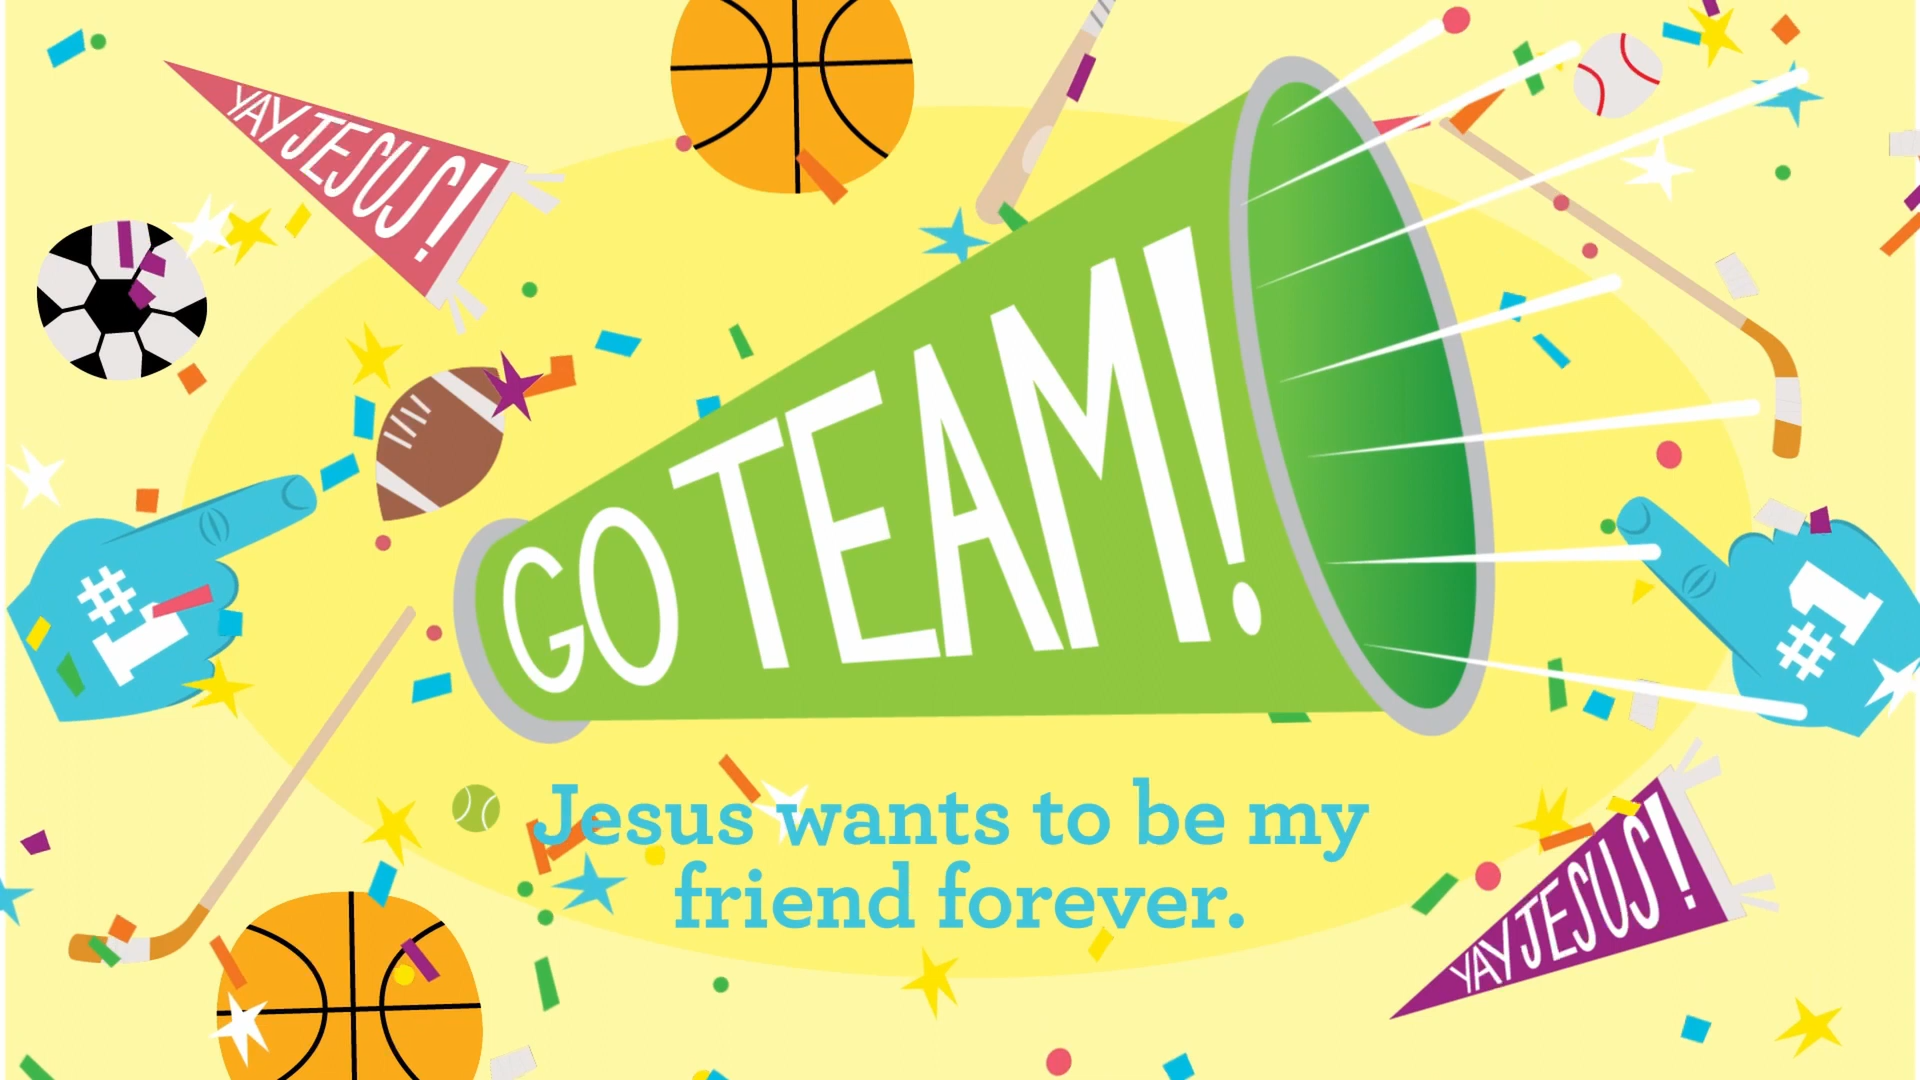 YAY JESUS!
GO TEAM!
#1
#1
Jesus wants to be my
friend forever.
YAY JESUS!